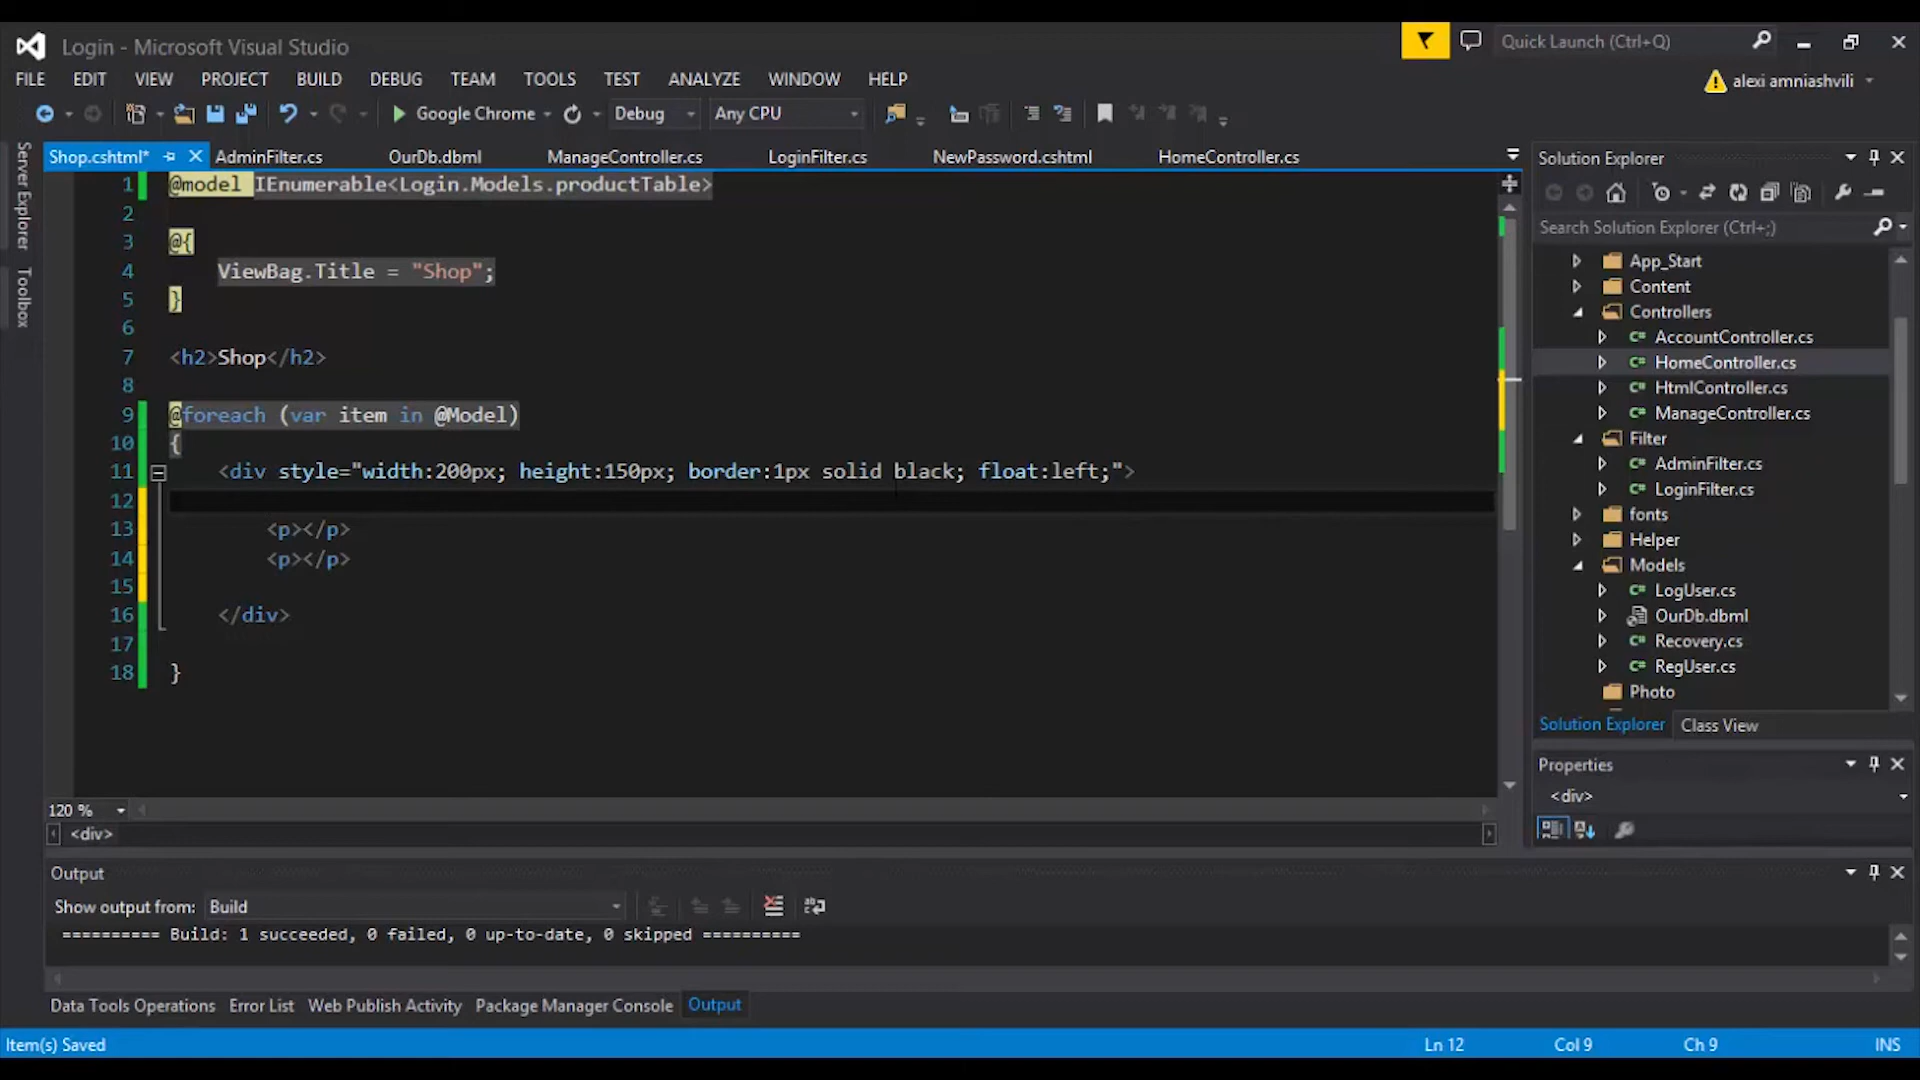 Login - Microsoft Visual Studio
Quick Launch (Ctrl+Q)
FILE EDIT VIEW PROJECT BUILD DEBUG TEAM TOOLS TEST ANALYZE WINDOW HELP
alexi amniashvili
Google Chrome Debug Any CPU
Server Explorer
Toolbox
Shop.cshtml* AdminFilter.cs OurDb.dbml ManageController.cs LoginFilter.cs NewPassword.cshtml HomeController.cs
1 @model IEnumerable<Login.Models.productTable>
2
3 @{
4 ViewBag.Title = "Shop";
5 }
6
7 <h2>Shop</h2>
8
9 @foreach (var item in @Model)
10 {
11 <div style="width:200px; height:150px; border:1px solid black; float:left;">
12
13 <p></p>
14 <p></p>
15
16 </div>
17
18 }
120 %
<div>
Solution Explorer
Search Solution Explorer (Ctrl+;)
App_Start
Content
Controllers
C# AccountController.cs
C# HomeController.cs
C# HtmlController.cs
C# ManageController.cs
Filter
C# AdminFilter.cs
C# LoginFilter.cs
fonts
Helper
Models
C# LogUser.cs
OurDb.dbml
C# Recovery.cs
C# RegUser.cs
Photo
Solution Explorer Class View
Properties
<div>
Output
Show output from: Build
========== Build: 1 succeeded, 0 failed, 0 up-to-date, 0 skipped ==========
Data Tools Operations Error List Web Publish Activity Package Manager Console Output
Item(s) Saved Ln 12 Col 9 Ch 9 INS